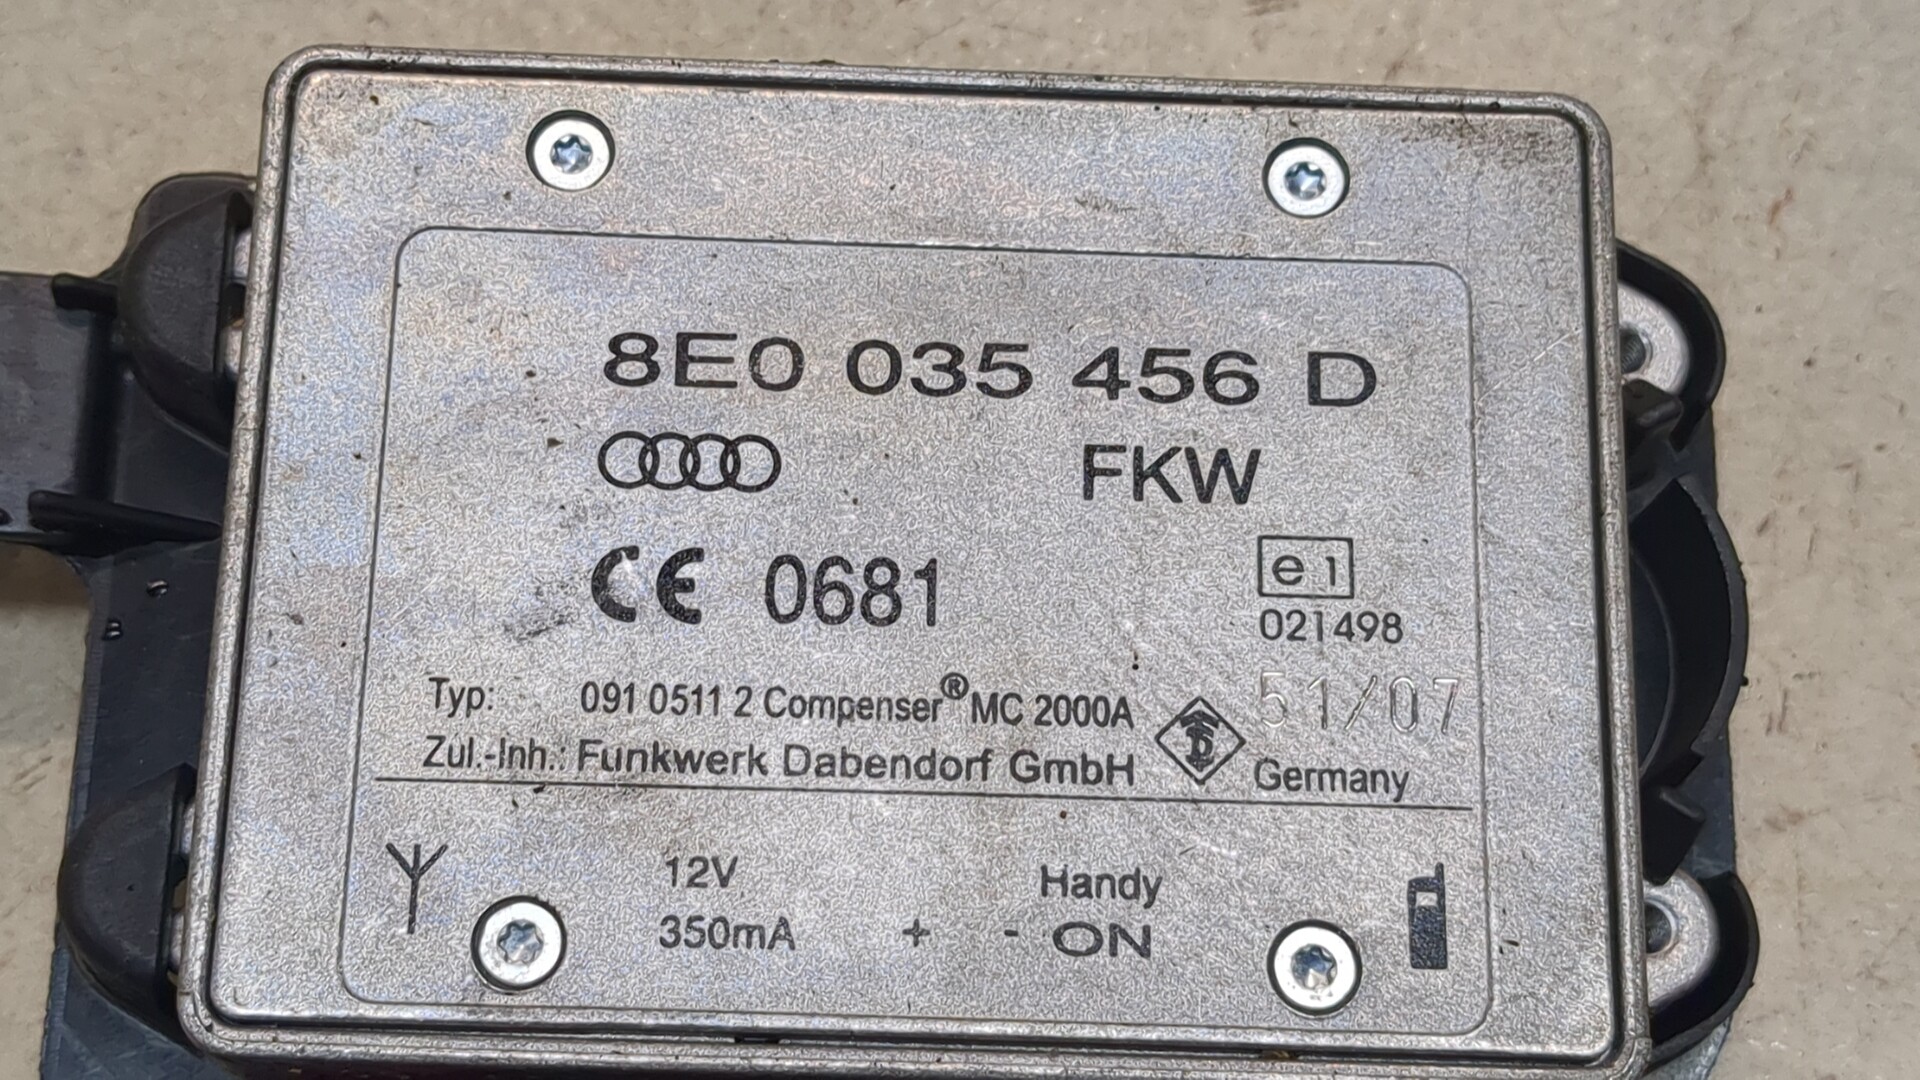 8E0 035 456 D
FKW
CE 0681
e 1
021498
51/07
Typ: 091 0511 2 Compenser® MC 2000A
Zul.-Inh.: Funkwerk Dabendorf GmbH
Germany
12V Handy
350mA + - ON